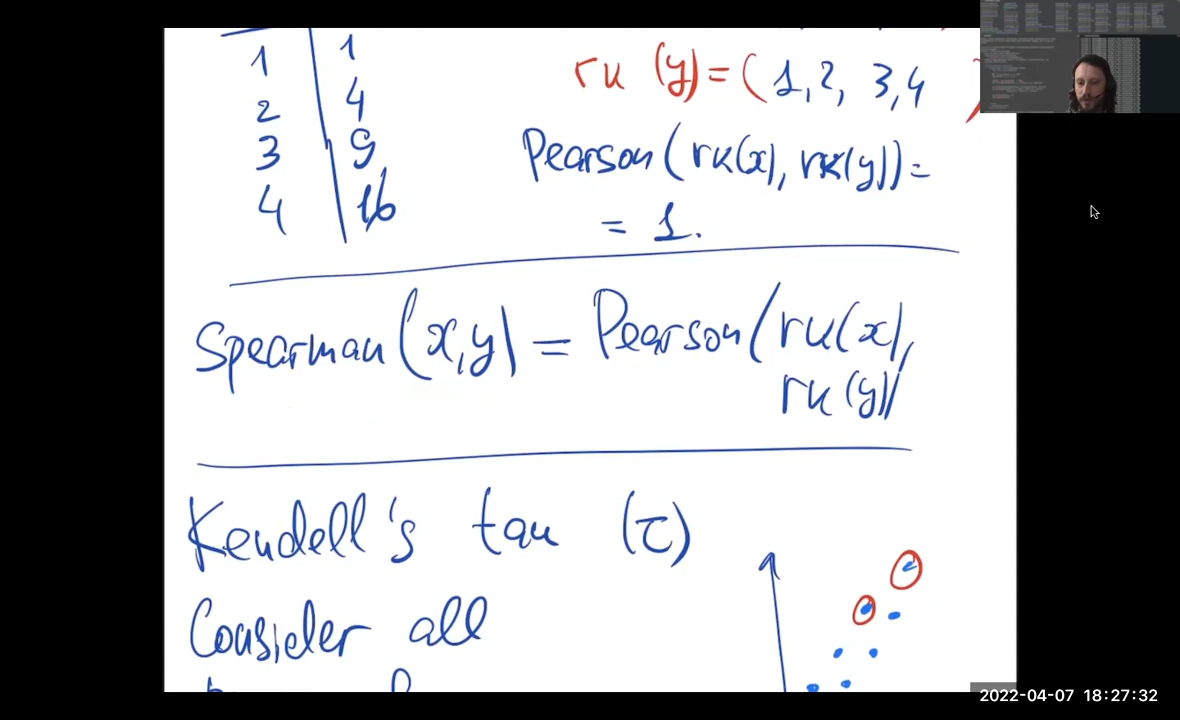 1 1
2 4
3 9
4 16
rk (y) = ( 1, 2, 3, 4 )
Pearson (rk(x), rk(y)) =
= 1.
Spearman (x, y) = Pearson (rk(x),
rk (y))
Kendell's tau (τ)
Consider all
2022-04-07 18:27:32